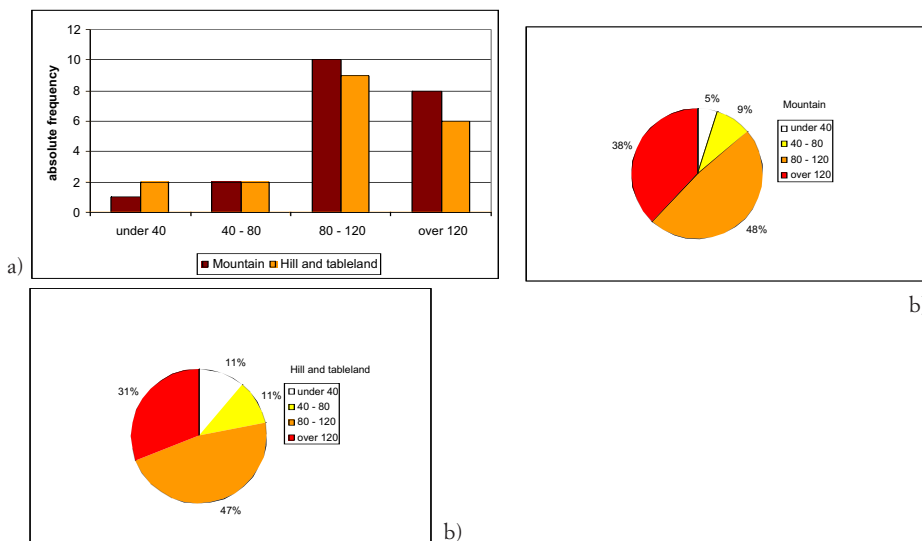 12
10
8
6
4
2
0
absolute frequency
under 40
40 - 80
80 - 120
over 120
Mountain
Hill and tableland
a)
Mountain
5%
9%
48%
38%
under 40
40 - 80
80 - 120
over 120
b
Hill and tableland
11%
11%
47%
31%
under 40
40 - 80
80 - 120
over 120
b)